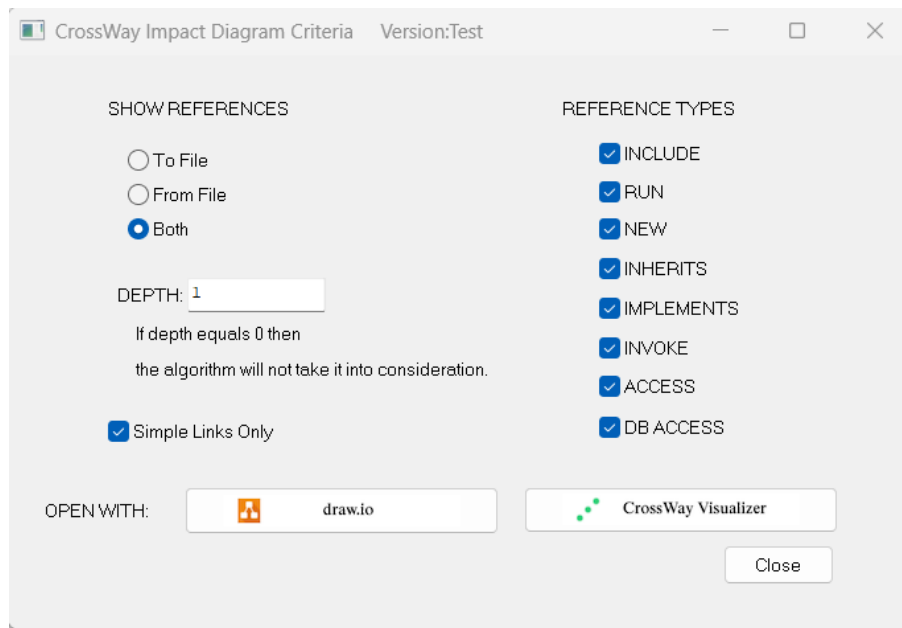 CrossWay Impact Diagram Criteria Version:Test
SHOW REFERENCES
To File
From File
Both
DEPTH: 1
If depth equals 0 then
the algorithm will not take it into consideration.
Simple Links Only
REFERENCE TYPES
INCLUDE
RUN
NEW
INHERITS
IMPLEMENTS
INVOKE
ACCESS
DB ACCESS
OPEN WITH:
draw.io
CrossWay Visualizer
Close